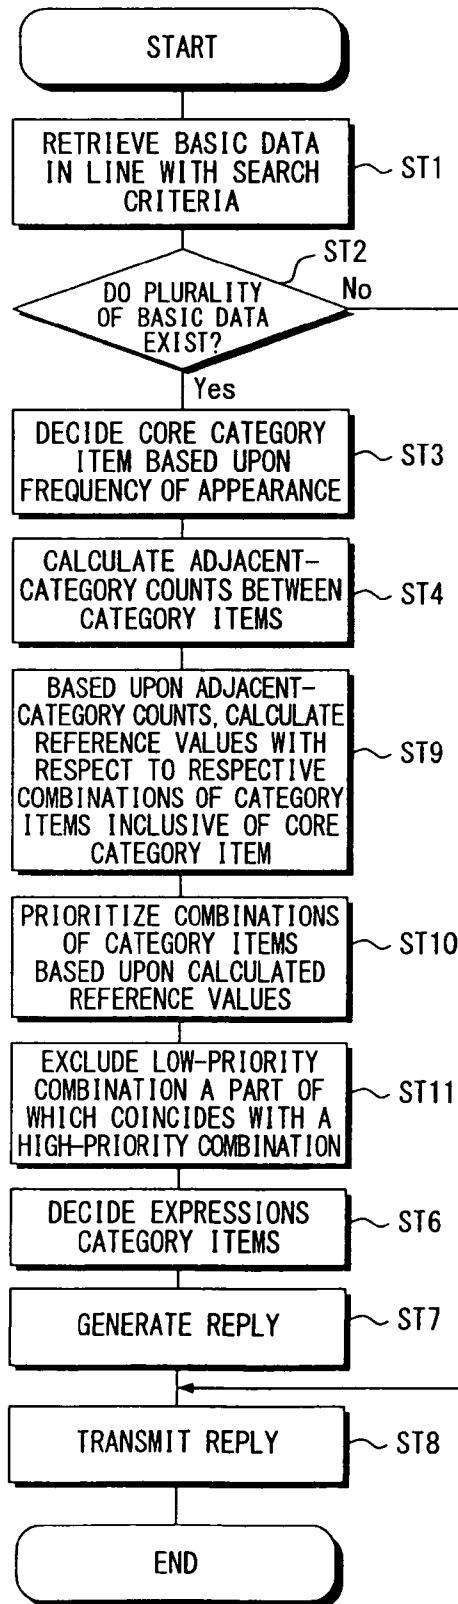 START
RETRIEVE BASIC DATA
IN LINE WITH SEARCH
CRITERIA
ST1
ST2
DO PLURALITY
OF BASIC DATA
EXIST?
No
Yes
DECIDE CORE CATEGORY
ITEM BASED UPON
FREQUENCY OF APPEARANCE
ST3
CALCULATE ADJACENT-
CATEGORY COUNTS BETWEEN
CATEGORY ITEMS
ST4
BASED UPON ADJACENT-
CATEGORY COUNTS, CALCULATE
REFERENCE VALUES WITH
RESPECT TO RESPECTIVE
COMBINATIONS OF CATEGORY
ITEMS INCLUSIVE OF CORE
CATEGORY ITEM
ST9
PRIORITIZE COMBINATIONS
OF CATEGORY ITEMS
BASED UPON CALCULATED
REFERENCE VALUES
ST10
EXCLUDE LOW-PRIORITY
COMBINATION A PART OF
WHICH COINCIDES WITH A
HIGH-PRIORITY COMBINATION
ST11
DECIDE EXPRESSIONS
CATEGORY ITEMS
ST6
GENERATE REPLY
ST7
TRANSMIT REPLY
ST8
END